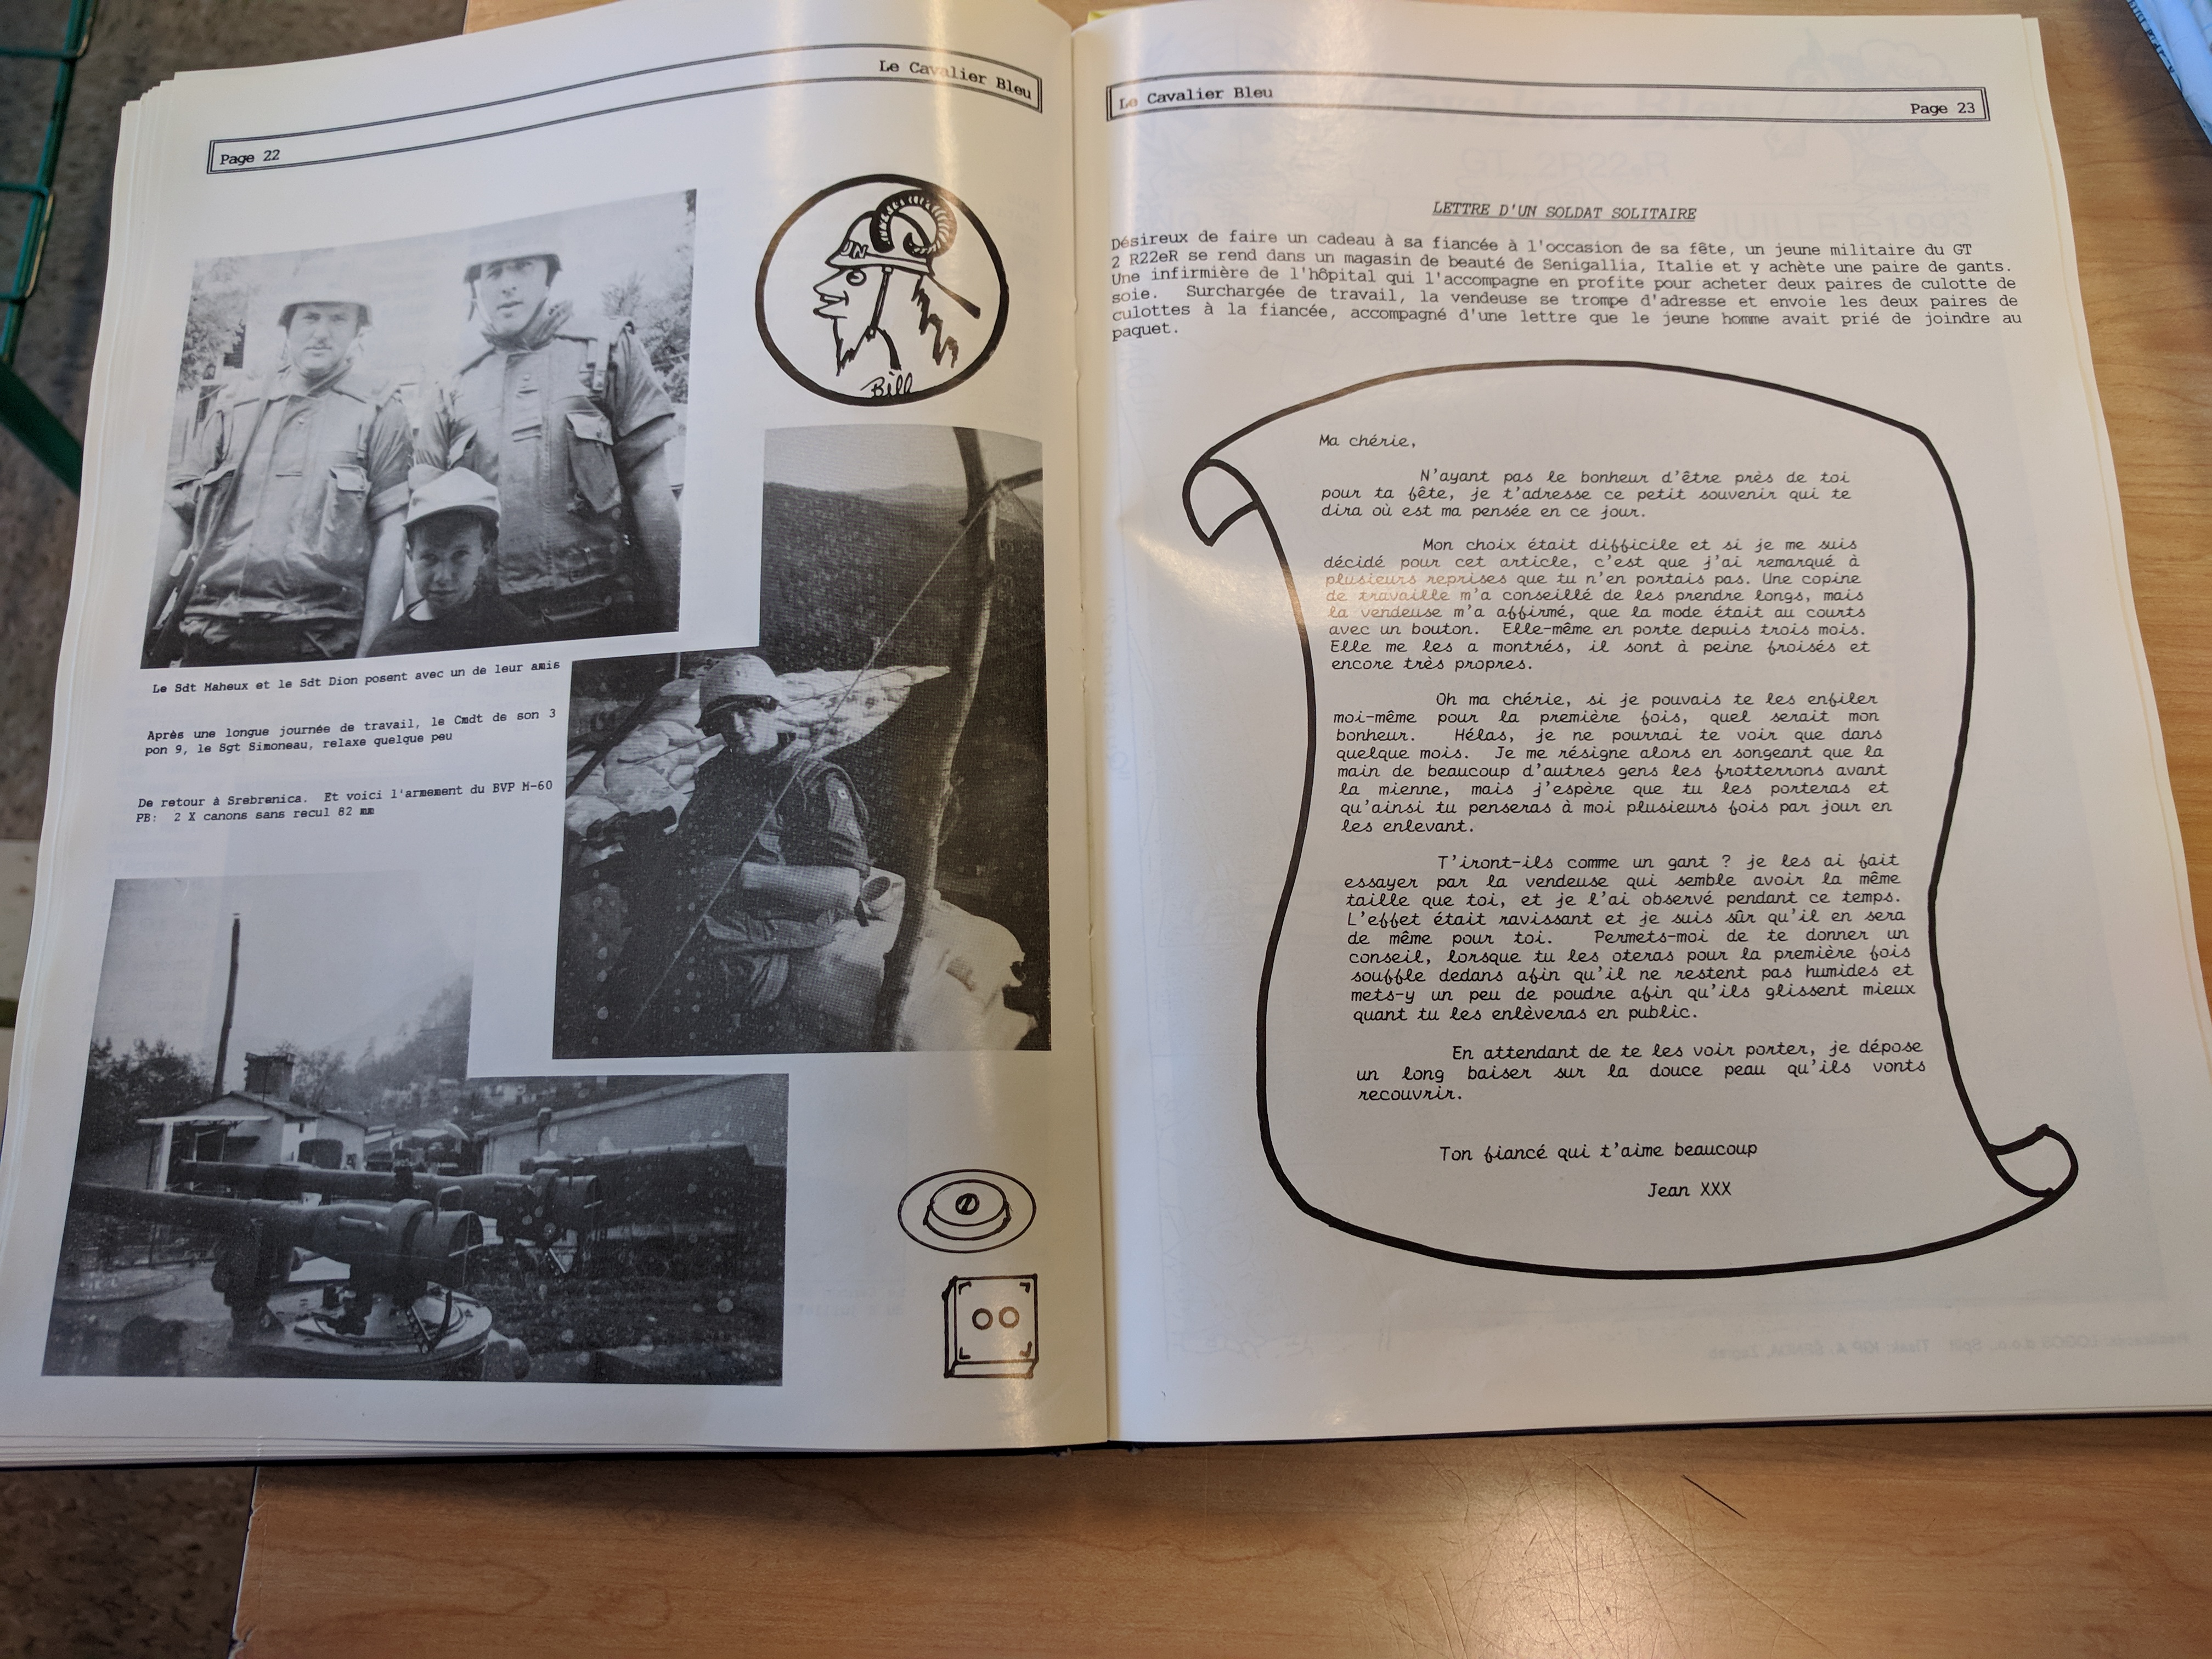 Le Cavalier Bleu
Page 22
UN
Bill
Le Sdt Maheux et le Sdt Dion posent avec un de leur amis
Après une longue journée de travail, le Cmdt de son 3
pon 9, le Sgt Simoneau, relaxe quelque peu
De retour à Srebrenica. Et voici l'armement du BVP M-60
PB: 2 X canons sans recul 82 mm
Le Cavalier Bleu
Page 23
LETTRE D'UN SOLDAT SOLITAIRE
Désireux de faire un cadeau à sa fiancée à l'occasion de sa fête, un jeune militaire du GT
2 R22eR se rend dans un magasin de beauté de Senigallia, Italie et y achète une paire de gants.
Une infirmière de l'hôpital qui l'accompagne en profite pour acheter deux paires de culotte de
soie. Surchargée de travail, la vendeuse se trompe d'adresse et envoie les deux paires de
culottes à la fiancée, accompagné d'une lettre que le jeune homme avait prié de joindre au
paquet.
Ma chérie,
N'ayant pas le bonheur d'être près de toi
pour ta fête, je t'adresse ce petit souvenir qui te
dira où est ma pensée en ce jour.
Mon choix était difficile et si je me suis
décidé pour cet article, c'est que j'ai remarqué à
plusieurs reprises que tu n'en portais pas. Une copine
de travaille m'a conseillé de les prendre longs, mais
la vendeuse m'a affirmé, que la mode était au courts
avec un bouton. Elle-même en porte depuis trois mois.
Elle me les a montrés, il sont à peine froisés et
encore très propres.
Oh ma chérie, si je pouvais te les enfiler
moi-même pour la première fois, quel serait mon
bonheur. Hélas, je ne pourrai te voir que dans
quelque mois. Je me résigne alors en songeant que la
main de beaucoup d'autres gens les frotterrons avant
la mienne, mais j'espère que tu les porteras et
qu'ainsi tu penseras à moi plusieurs fois par jour en
les enlevant.
T'iront-ils comme un gant ? je les ai fait
essayer par la vendeuse qui semble avoir la même
taille que toi, et je l'ai observé pendant ce temps.
L'effet était ravissant et je suis sûr qu'il en sera
de même pour toi. Permets-moi de te donner un
conseil, lorsque tu les oteras pour la première fois
souffle dedans afin qu'il ne restent pas humides et
mets-y un peu de poudre afin qu'ils glissent mieux
quant tu les enlèveras en public.
En attendant de te les voir porter, je dépose
un long baiser sur la douce peau qu'ils vonts
recouvrir.
Ton fiancé qui t'aime beaucoup
Jean XXX